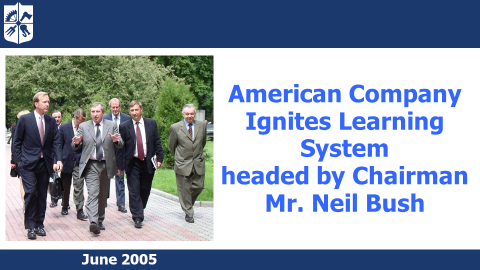 American Company
Ignites Learning
System
headed by Chairman
Mr. Neil Bush
June 2005